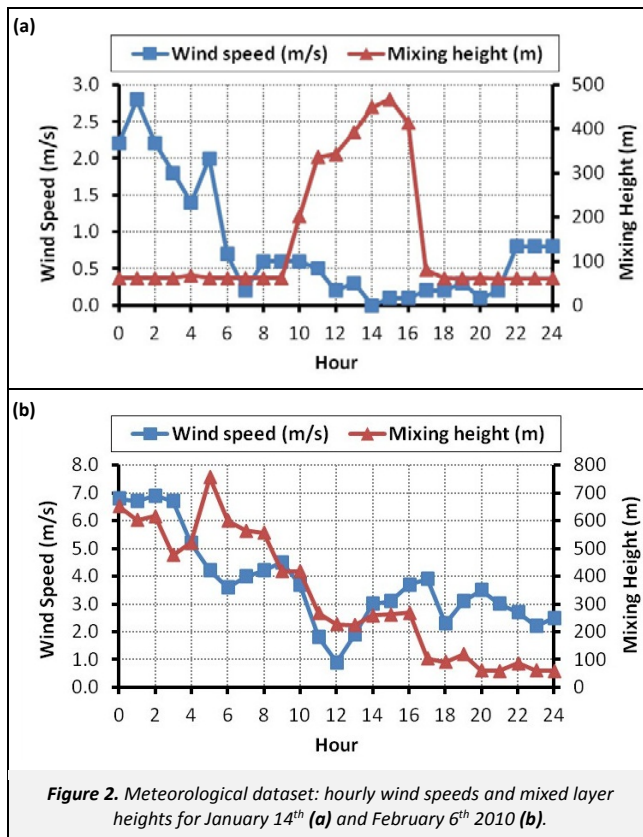 (a)
Wind speed (m/s) Mixing height (m)
3.0 500
2.5 400
2.0 300
1.5
1.0 200
0.5 100
0.0 0
Wind Speed (m/s)
Mixing Height (m)
0 2 4 6 8 10 12 14 16 18 20 22 24
Hour
(b)
Wind speed (m/s) Mixing height (m)
8.0 800
7.0 700
6.0 600
5.0 500
4.0 400
3.0 300
2.0 200
1.0 100
0.0 0
Wind Speed (m/s)
Mixing Height (m)
0 2 4 6 8 10 12 14 16 18 20 22 24
Hour
Figure 2. Meteorological dataset: hourly wind speeds and mixed layer
heights for January 14th (a) and February 6th 2010 (b).